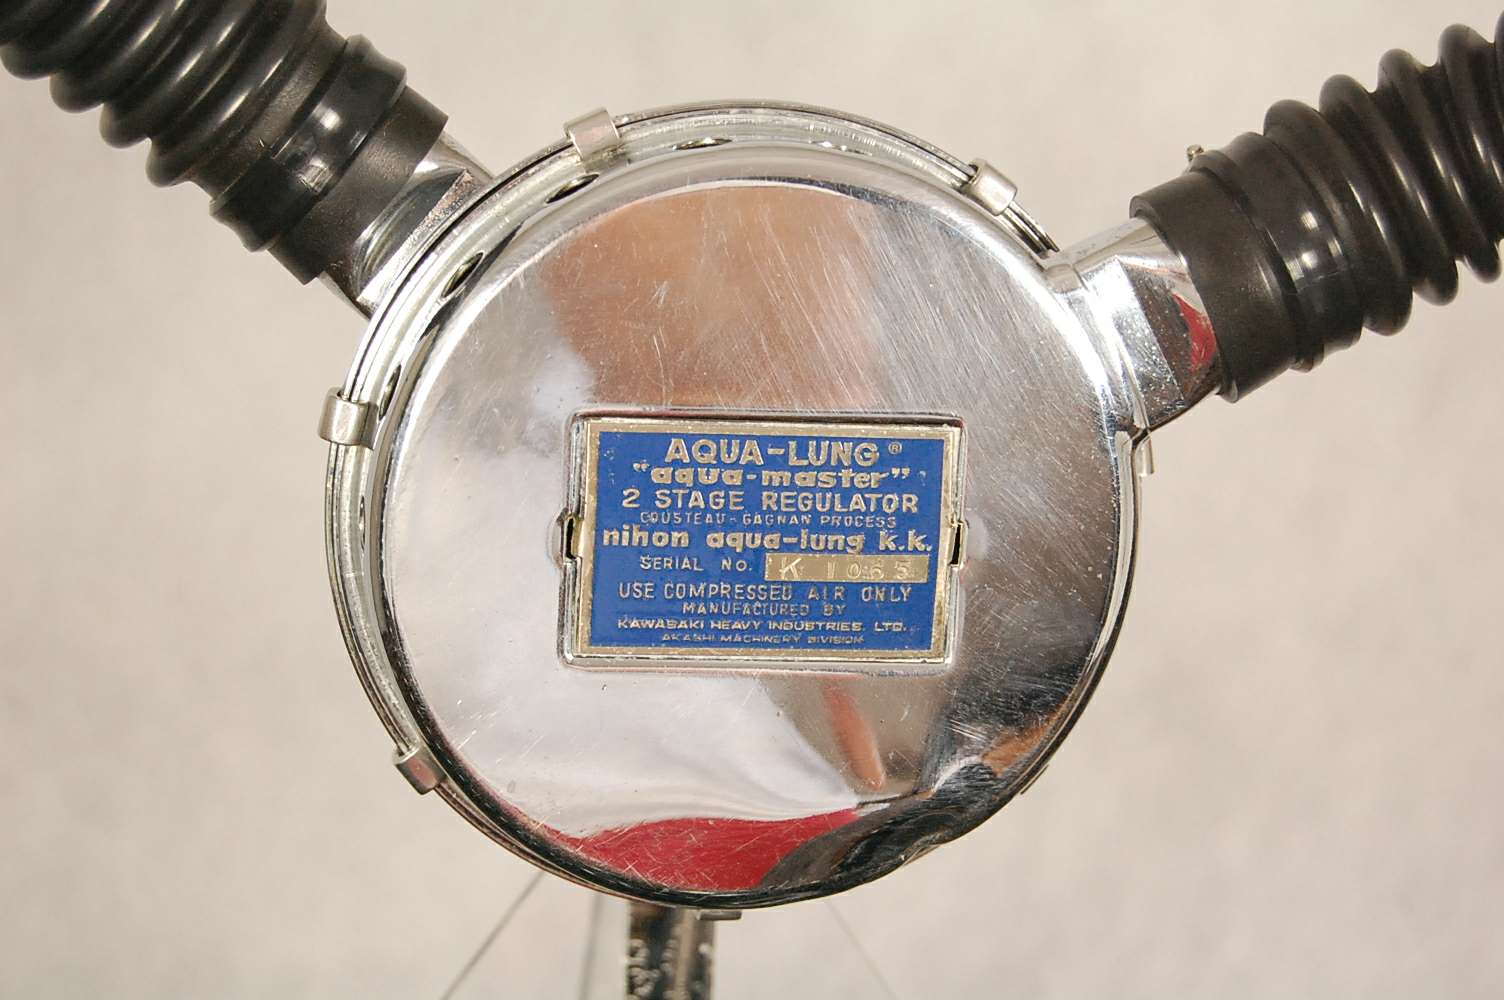 AQUA-LUNG®
"aqua-master"
2 STAGE REGULATOR
COUSTEAU-GAGNAN PROCESS
nihon aqua-lung k.k.
SERIAL NO. K 1065
USE COMPRESSED AIR ONLY
MANUFACTURED BY
KAWASAKI HEAVY INDUSTRIES. LTD.
AKASHI MACHINERY DIVISION